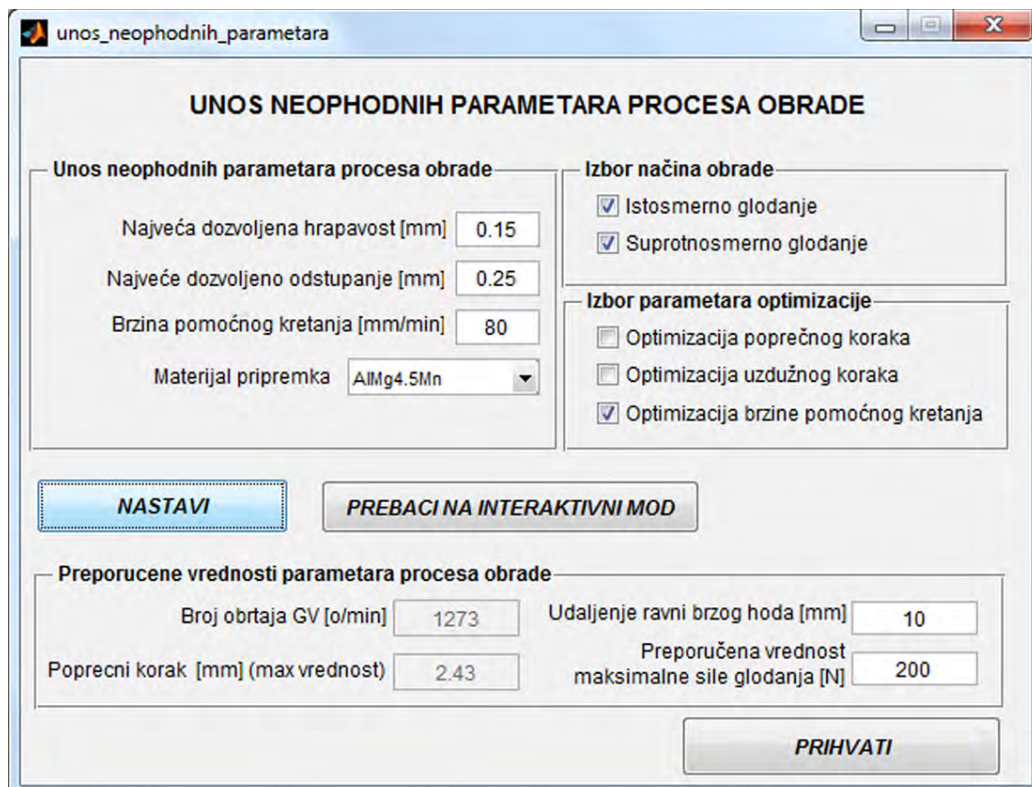 unos_neophodnih_parametara
UNOS NEOPHODNIH PARAMETARA PROCESA OBRADE
Unos neophodnih parametara procesa obrade
Najveća dozvoljena hrapavost [mm] 0.15
Najveće dozvoljeno odstupanje [mm] 0.25
Brzina pomoćnog kretanja [mm/min] 80
Materijal pripremka AlMg4.5Mn
Izbor načina obrade
Istosmerno glodanje
Suprotnosmerno glodanje
Izbor parametara optimizacije
Optimizacija poprečnog koraka
Optimizacija uzdužnog koraka
Optimizacija brzine pomoćnog kretanja
NASTAVI
PREBACI NA INTERAKTIVNI MOD
Preporucene vrednosti parametara procesa obrade
Broj obrtaja GV [o/min] 1273
Poprecni korak [mm] (max vrednost) 2.43
Udaljenje ravni brzog hoda [mm] 10
Preporučena vrednost
maksimalne sile glodanja [N] 200
PRIHVATI